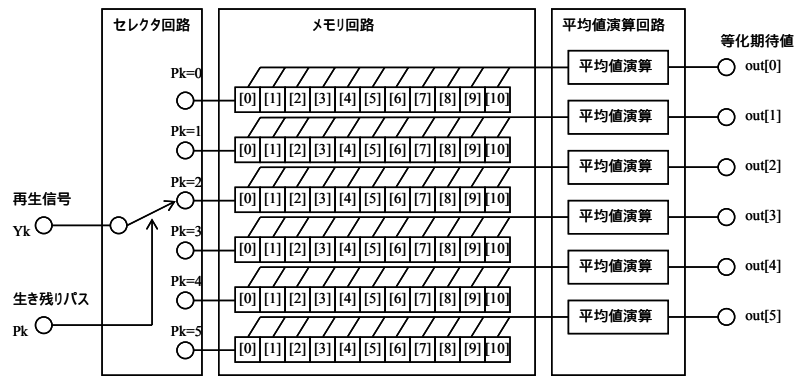 セレクタ回路
メモリ回路
平均値演算回路
等化期待値
Pk=0
[0] [1] [2] [3] [4] [5] [6] [7] [8] [9] [10]
平均値演算
out[0]
Pk=1
[0] [1] [2] [3] [4] [5] [6] [7] [8] [9] [10]
平均値演算
out[1]
Pk=2
[0] [1] [2] [3] [4] [5] [6] [7] [8] [9] [10]
平均値演算
out[2]
再生信号
Yk
Pk=3
[0] [1] [2] [3] [4] [5] [6] [7] [8] [9] [10]
平均値演算
out[3]
生き残りパス
Pk
Pk=4
[0] [1] [2] [3] [4] [5] [6] [7] [8] [9] [10]
平均値演算
out[4]
Pk=5
[0] [1] [2] [3] [4] [5] [6] [7] [8] [9] [10]
平均値演算
out[5]